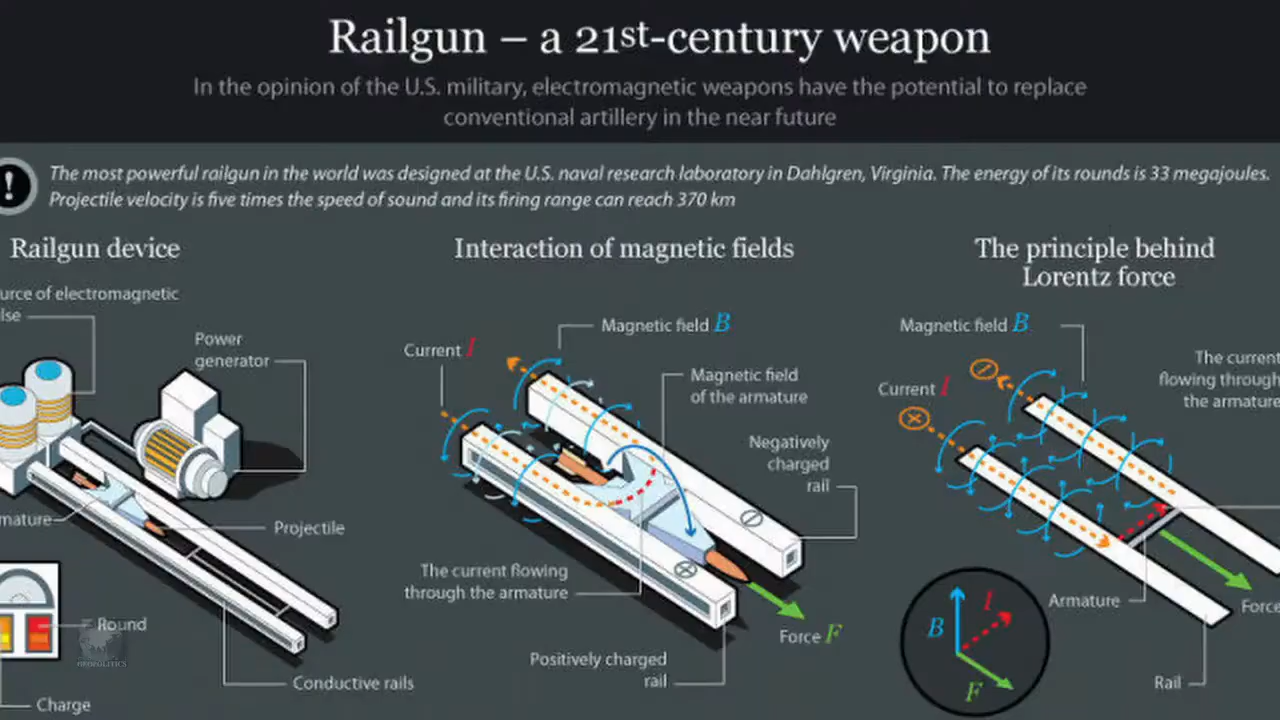 Railgun – a 21st-century weapon
In the opinion of the U.S. military, electromagnetic weapons have the potential to replace
conventional artillery in the near future
!
The most powerful railgun in the world was designed at the U.S. naval research laboratory in Dahlgren, Virginia. The energy of its rounds is 33 megajoules.
Projectile velocity is five times the speed of sound and its firing range can reach 370 km
Railgun device
urce of electromagnetic
lse
Power
generator
mature
Projectile
Round
GEOPOLITICS
Conductive rails
Charge
Interaction of magnetic fields
Magnetic field B
Current I
Magnetic field
of the armature
Negatively
charged
rail
The current flowing
through the armature
Force F
Positively charged
rail
The principle behind
Lorentz force
Magnetic field B
The current
flowing through
the armature
Current I
Armature
Force
B
I
F
Rail